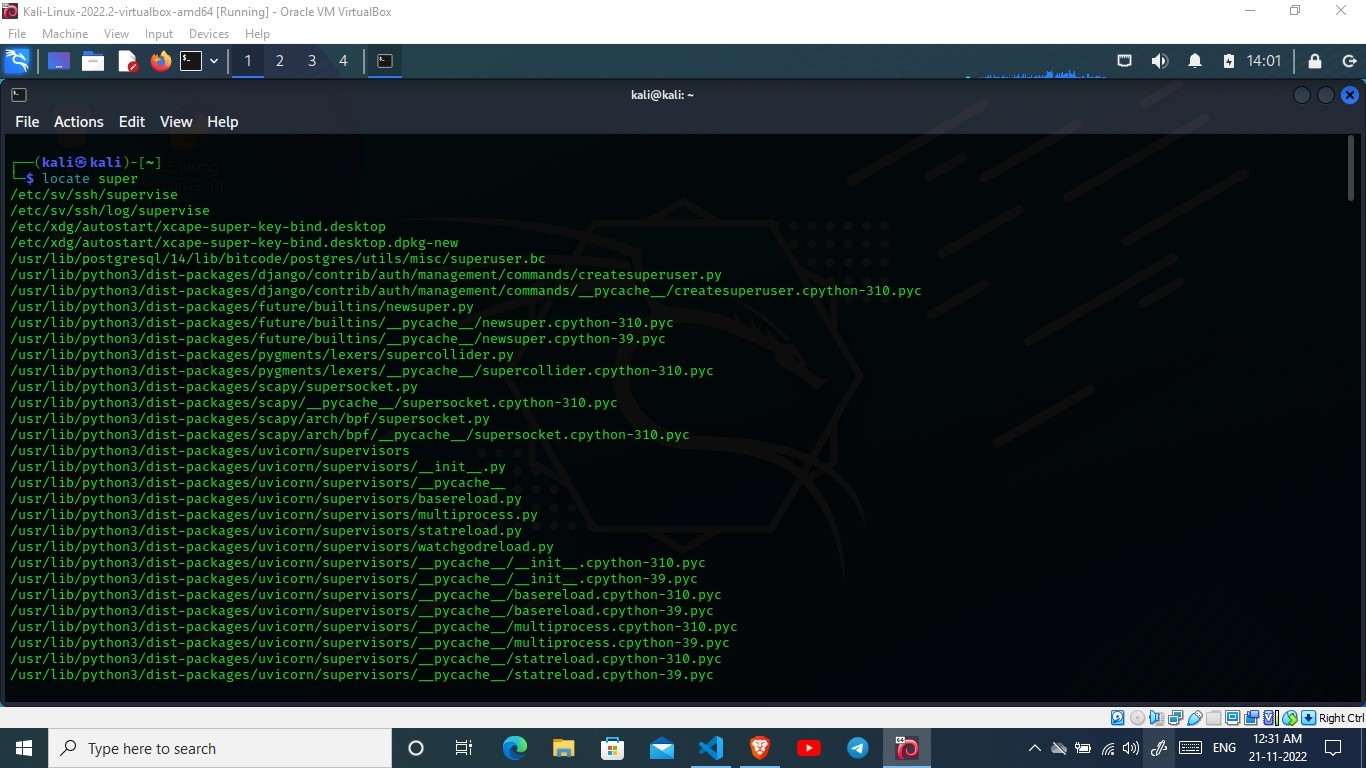 Kali-Linux-2022.2-virtualbox-amd64 [Running] - Oracle VM VirtualBox
File Machine View Input Devices Help
1 2 3 4 14:01
kali@kali: ~
File Actions Edit View Help
┌──(kali㉿kali)-[~]
└─$ locate super
/etc/sv/ssh/supervise
/etc/sv/ssh/log/supervise
/etc/xdg/autostart/xcape-super-key-bind.desktop
/etc/xdg/autostart/xcape-super-key-bind.desktop.dpkg-new
/usr/lib/postgresql/14/lib/bitcode/postgres/utils/misc/superuser.bc
/usr/lib/python3/dist-packages/django/contrib/auth/management/commands/createsuperuser.py
/usr/lib/python3/dist-packages/django/contrib/auth/management/commands/__pycache__/createsuperuser.cpython-310.pyc
/usr/lib/python3/dist-packages/future/builtins/newsuper.py
/usr/lib/python3/dist-packages/future/builtins/__pycache__/newsuper.cpython-310.pyc
/usr/lib/python3/dist-packages/future/builtins/__pycache__/newsuper.cpython-39.pyc
/usr/lib/python3/dist-packages/pygments/lexers/supercollider.py
/usr/lib/python3/dist-packages/pygments/lexers/__pycache__/supercollider.cpython-310.pyc
/usr/lib/python3/dist-packages/scapy/supersocket.py
/usr/lib/python3/dist-packages/scapy/__pycache__/supersocket.cpython-310.pyc
/usr/lib/python3/dist-packages/scapy/arch/bpf/supersocket.py
/usr/lib/python3/dist-packages/scapy/arch/bpf/__pycache__/supersocket.cpython-310.pyc
/usr/lib/python3/dist-packages/uvicorn/supervisors
/usr/lib/python3/dist-packages/uvicorn/supervisors/__init__.py
/usr/lib/python3/dist-packages/uvicorn/supervisors/__pycache__
/usr/lib/python3/dist-packages/uvicorn/supervisors/basereload.py
/usr/lib/python3/dist-packages/uvicorn/supervisors/multiprocess.py
/usr/lib/python3/dist-packages/uvicorn/supervisors/statreload.py
/usr/lib/python3/dist-packages/uvicorn/supervisors/watchgodreload.py
/usr/lib/python3/dist-packages/uvicorn/supervisors/__pycache__/__init__.cpython-310.pyc
/usr/lib/python3/dist-packages/uvicorn/supervisors/__pycache__/__init__.cpython-39.pyc
/usr/lib/python3/dist-packages/uvicorn/supervisors/__pycache__/basereload.cpython-310.pyc
/usr/lib/python3/dist-packages/uvicorn/supervisors/__pycache__/basereload.cpython-39.pyc
/usr/lib/python3/dist-packages/uvicorn/supervisors/__pycache__/multiprocess.cpython-310.pyc
/usr/lib/python3/dist-packages/uvicorn/supervisors/__pycache__/multiprocess.cpython-39.pyc
/usr/lib/python3/dist-packages/uvicorn/supervisors/__pycache__/statreload.cpython-310.pyc
/usr/lib/python3/dist-packages/uvicorn/supervisors/__pycache__/statreload.cpython-39.pyc
Right Ctrl
Type here to search
ENG
12:31 AM
21-11-2022